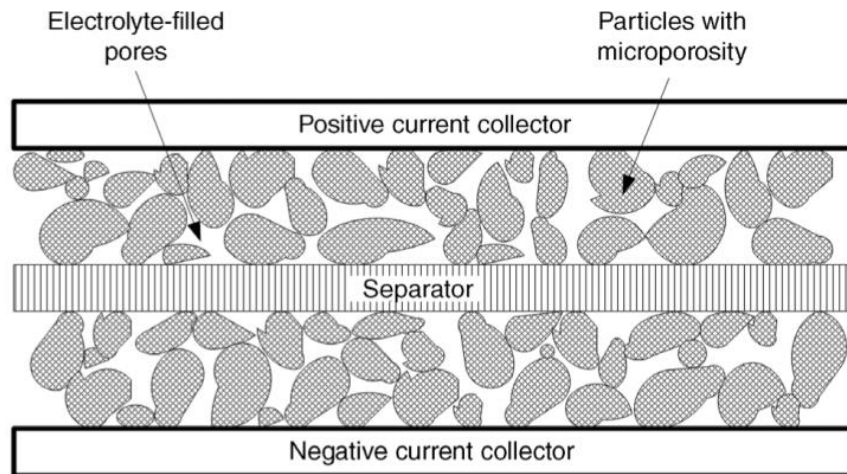 Electrolyte-filled
pores
Particles with
microporosity
Positive current collector
Separator
Negative current collector